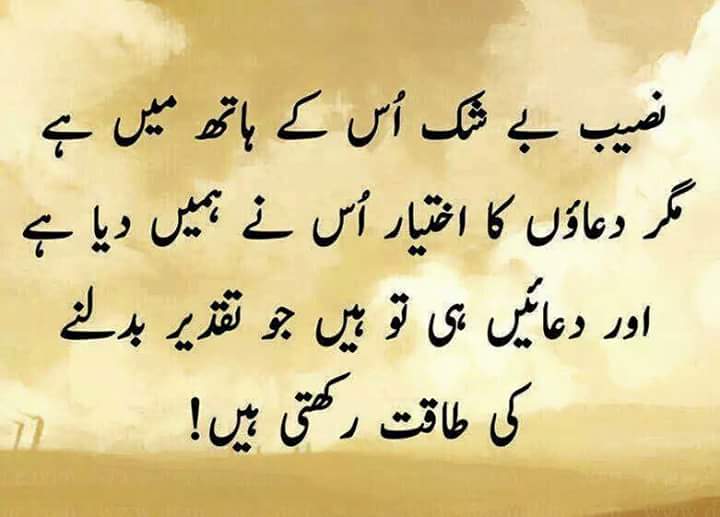 نصیب بے شک اُس کے ہاتھ میں ہے
مگر دعاؤں کا اختیار اُس نے ہمیں دیا ہے
اور دعائیں ہی تو ہیں جو تقدیر بدلنے
کی طاقت رکھتی ہیں!